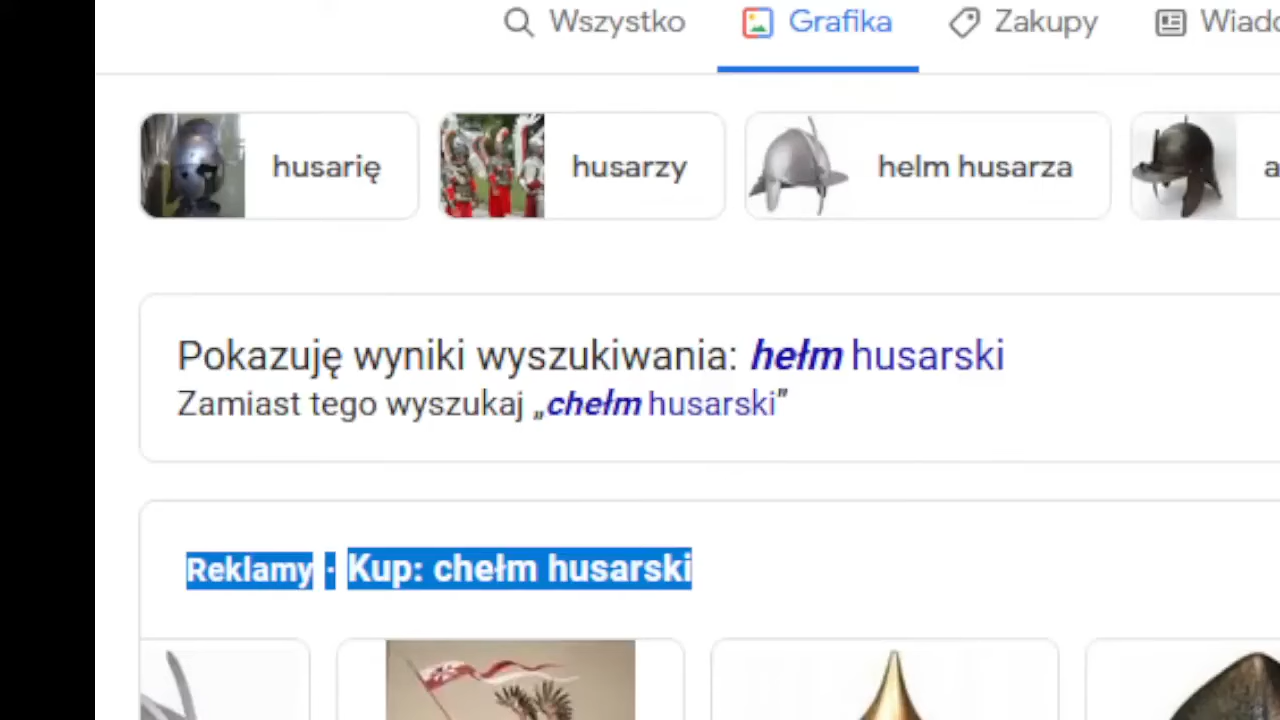 Wszystko Grafika Zakupy
husarię husarzy helm husarza
Pokazuję wyniki wyszukiwania: hełm husarski
Zamiast tego wyszukaj „chełm husarski”
Reklamy · Kup: chełm husarski